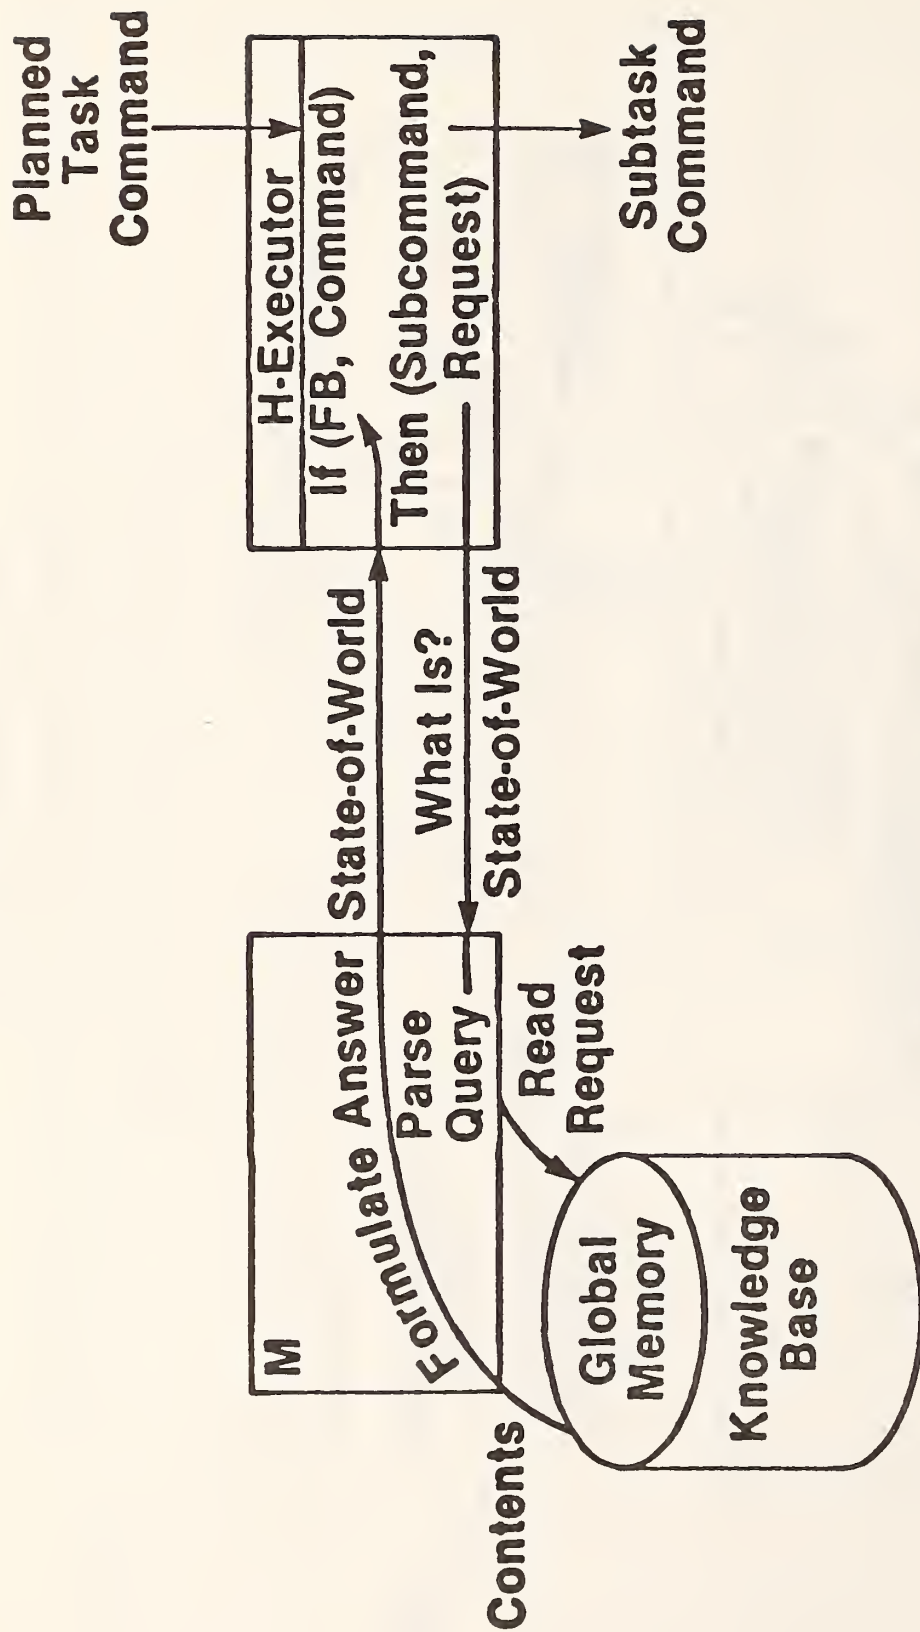 M
Formulate Answer
Parse
Query
Contents
Read
Request
Global
Memory
Knowledge
Base
State-of-World
What Is?
State-of-World
Planned
Task
Command
H-Executor
If (FB, Command)
Then (Subcommand,
Request)
Subtask
Command